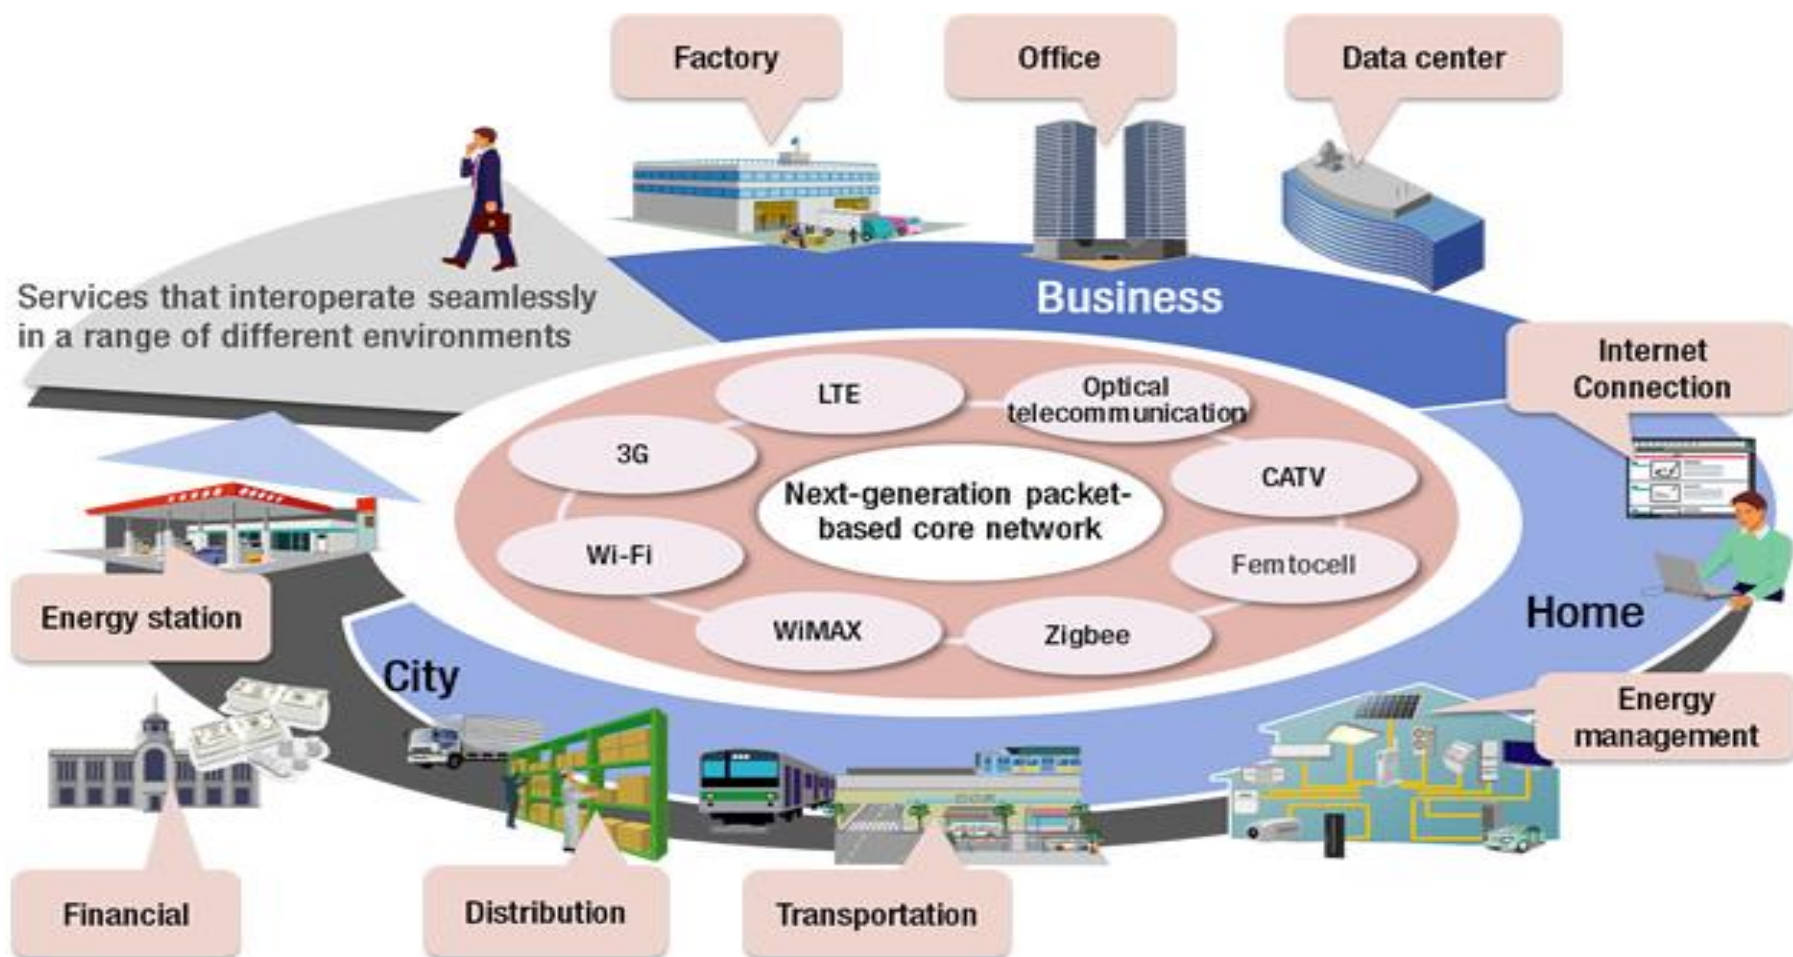 Factory
Office
Data center
Services that interoperate seamlessly
in a range of different environments
Business
Internet
Connection
LTE
Optical
telecommunication
3G
CATV
Next-generation packet-
based core network
Wi-Fi
Femtocell
WiMAX
Zigbee
Energy station
City
Home
Energy
management
Financial
Distribution
Transportation